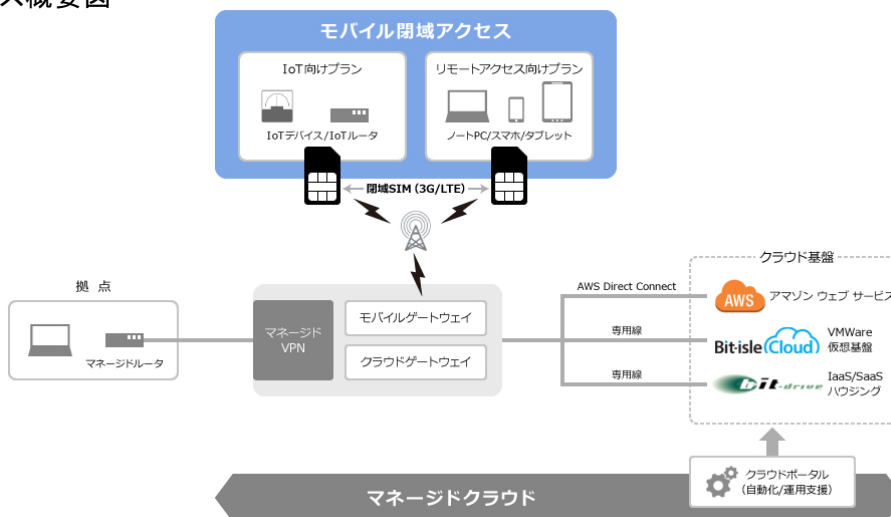 ス概要図
モバイル閉域アクセス
IoT向けプラン
リモートアクセス向けプラン
IoTデバイス/IoTルータ
ノートPC/スマホ/タブレット
閉域SIM (3G/LTE)
拠 点
マネージドルータ
マネージド
VPN
モバイルゲートウェイ
クラウドゲートウェイ
AWS Direct Connect
専用線
専用線
クラウド基盤
AWS
アマゾン ウェブ サービス
Bit-isle Cloud
VMWare
仮想基盤
bit-drive
IaaS/SaaS
ハウジング
クラウドポータル
(自動化/運用支援)
マネージドクラウド